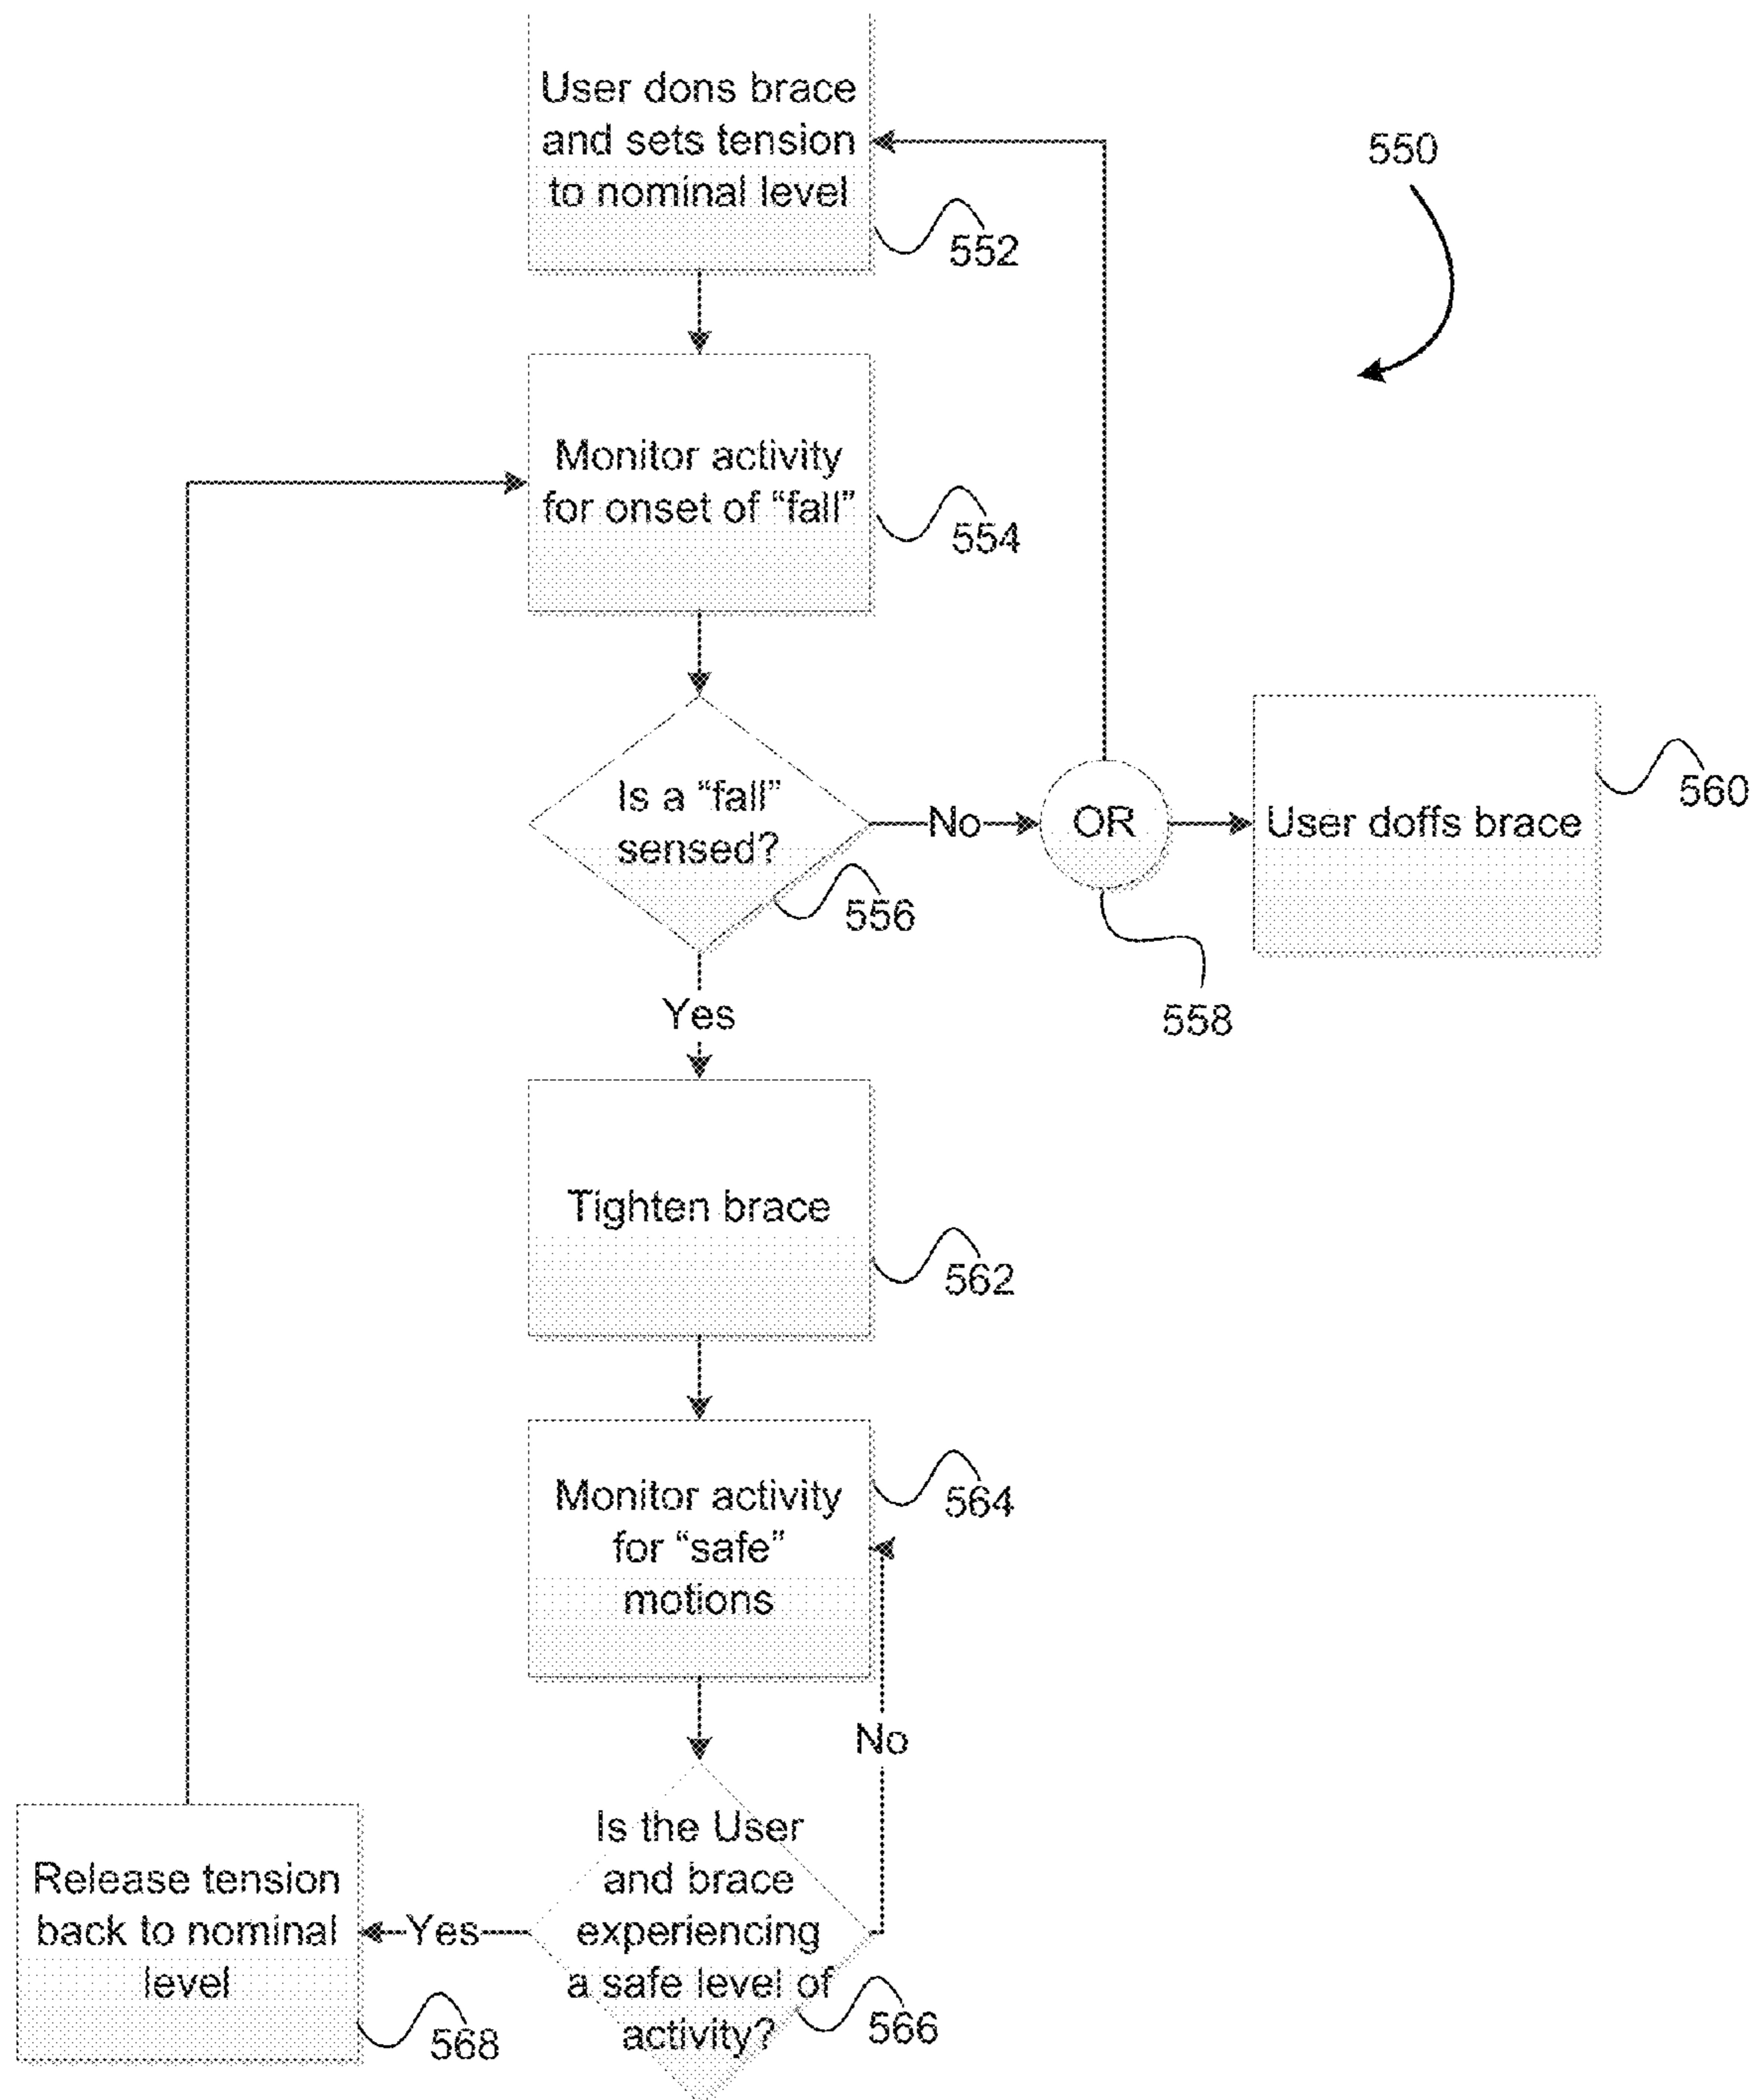 User dons brace
and sets tension
to nominal level
552
550
Monitor activity
for onset of “fall”
554
Is a “fall”
sensed?
556
No
OR
558
User doffs brace
560
Yes
Tighten brace
562
Monitor activity
for “safe”
motions
564
No
Is the User
and brace
experiencing
a safe level of
activity?
566
Yes
Release tension
back to nominal
level
568